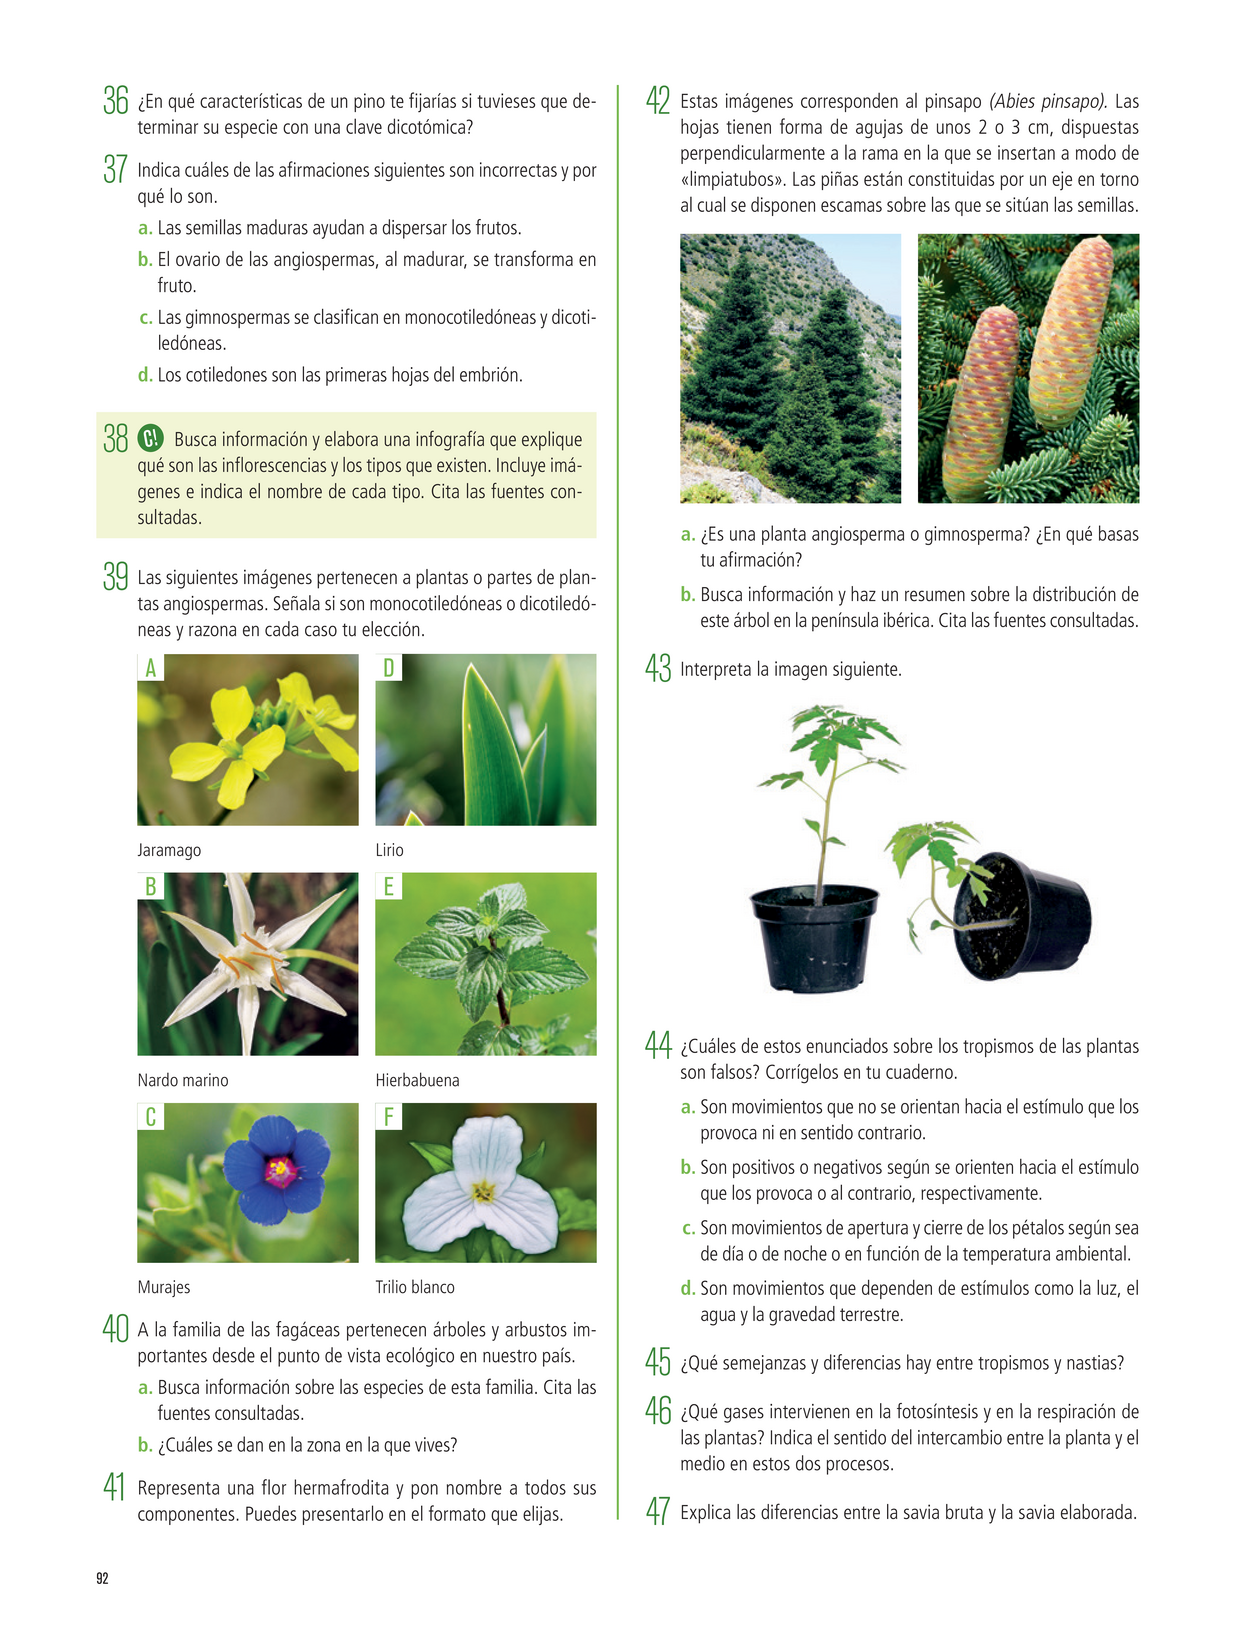 36 ¿En qué características de un pino te fijarías si tuvieses que de-
terminar su especie con una clave dicotómica?
37 Indica cuáles de las afirmaciones siguientes son incorrectas y por
qué lo son.
a. Las semillas maduras ayudan a dispersar los frutos.
b. El ovario de las angiospermas, al madurar, se transforma en
fruto.
c. Las gimnospermas se clasifican en monocotiledóneas y dicoti-
ledóneas.
d. Los cotiledones son las primeras hojas del embrión.
38 C! Busca información y elabora una infografía que explique
qué son las inflorescencias y los tipos que existen. Incluye imá-
genes e indica el nombre de cada tipo. Cita las fuentes con-
sultadas.
39 Las siguientes imágenes pertenecen a plantas o partes de plan-
tas angiospermas. Señala si son monocotiledóneas o dicotiledó-
neas y razona en cada caso tu elección.
A
D
Jaramago
Lirio
B
E
Nardo marino
Hierbabuena
C
F
Murajes
Trilio blanco
40 A la familia de las fagáceas pertenecen árboles y arbustos im-
portantes desde el punto de vista ecológico en nuestro país.
a. Busca información sobre las especies de esta familia. Cita las
fuentes consultadas.
b. ¿Cuáles se dan en la zona en la que vives?
41 Representa una flor hermafrodita y pon nombre a todos sus
componentes. Puedes presentarlo en el formato que elijas.
42 Estas imágenes corresponden al pinsapo (Abies pinsapo). Las
hojas tienen forma de agujas de unos 2 o 3 cm, dispuestas
perpendicularmente a la rama en la que se insertan a modo de
«limpiatubos». Las piñas están constituidas por un eje en torno
al cual se disponen escamas sobre las que se sitúan las semillas.
a. ¿Es una planta angiosperma o gimnosperma? ¿En qué basas
tu afirmación?
b. Busca información y haz un resumen sobre la distribución de
este árbol en la península ibérica. Cita las fuentes consultadas.
43 Interpreta la imagen siguiente.
44 ¿Cuáles de estos enunciados sobre los tropismos de las plantas
son falsos? Corrígelos en tu cuaderno.
a. Son movimientos que no se orientan hacia el estímulo que los
provoca ni en sentido contrario.
b. Son positivos o negativos según se orienten hacia el estímulo
que los provoca o al contrario, respectivamente.
c. Son movimientos de apertura y cierre de los pétalos según sea
de día o de noche o en función de la temperatura ambiental.
d. Son movimientos que dependen de estímulos como la luz, el
agua y la gravedad terrestre.
45 ¿Qué semejanzas y diferencias hay entre tropismos y nastias?
46 ¿Qué gases intervienen en la fotosíntesis y en la respiración de
las plantas? Indica el sentido del intercambio entre la planta y el
medio en estos dos procesos.
47 Explica las diferencias entre la savia bruta y la savia elaborada.
92